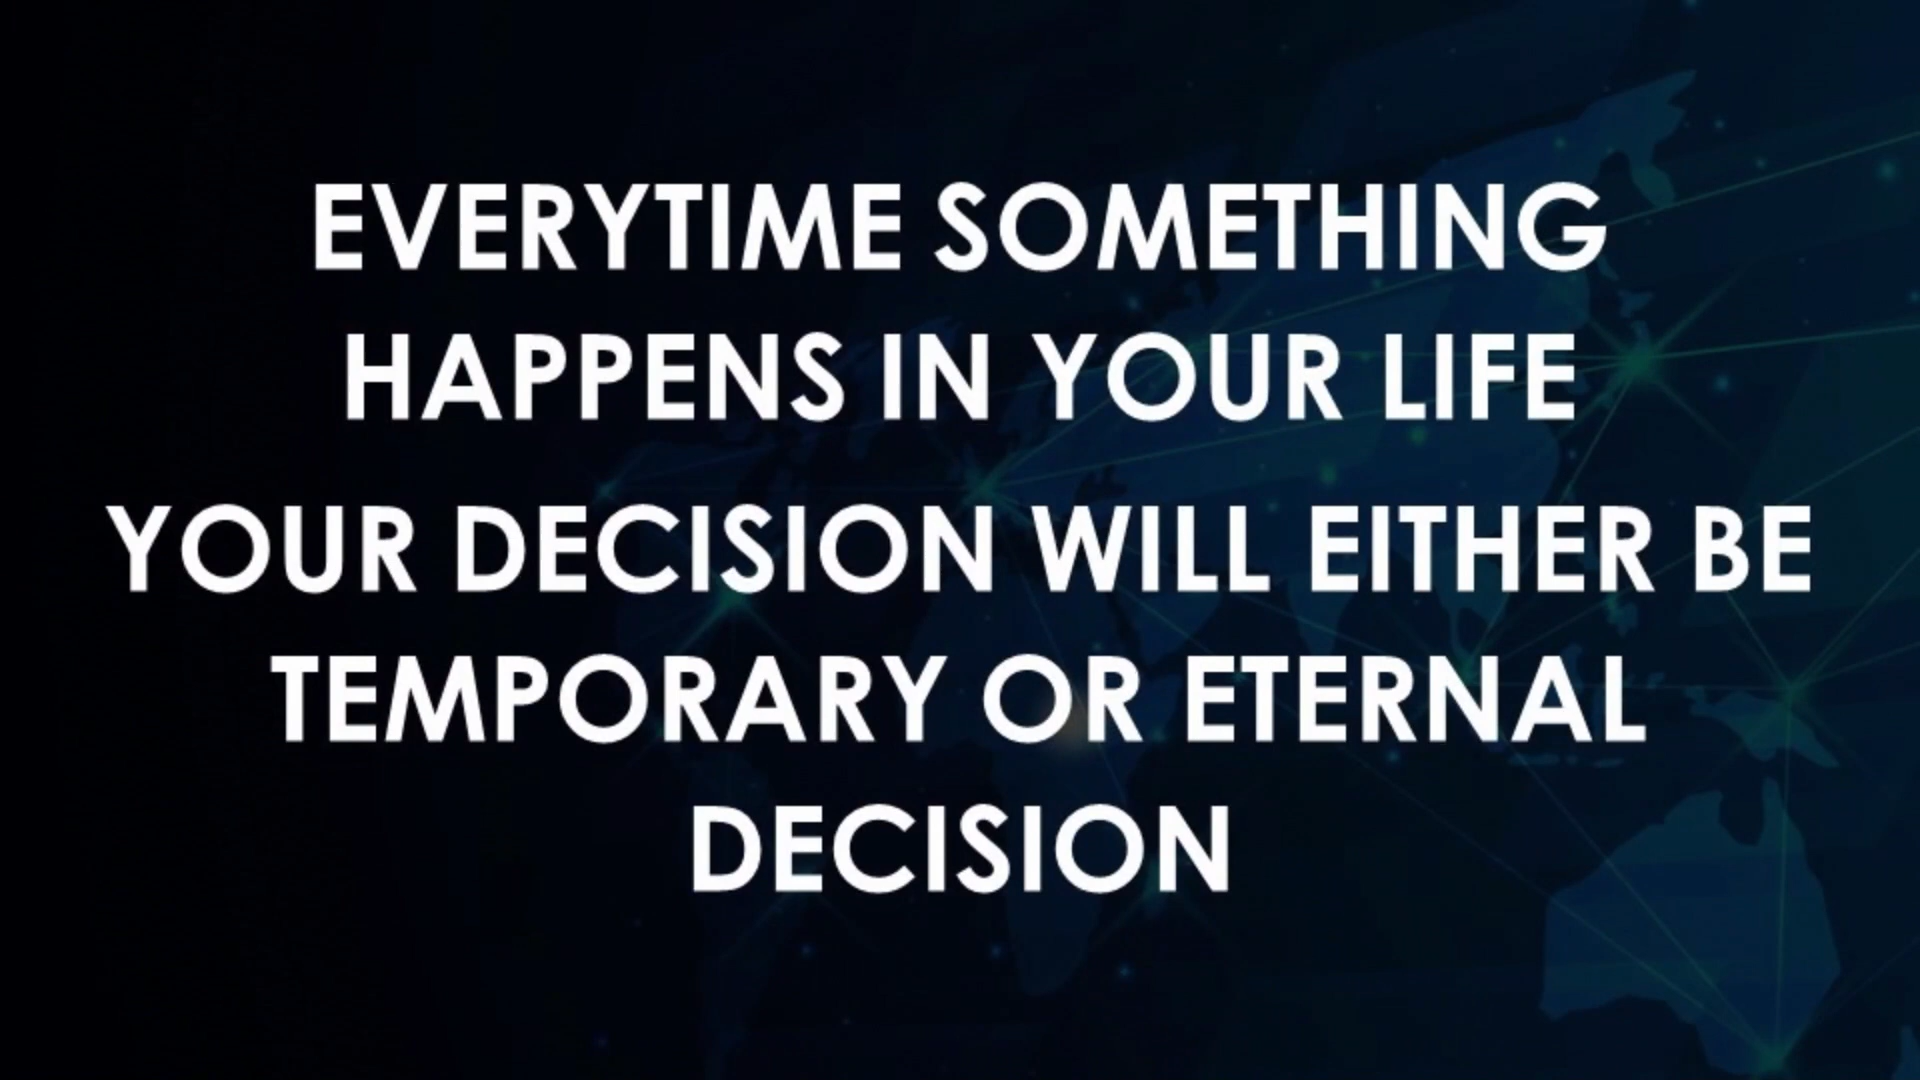 EVERYTIME SOMETHING
HAPPENS IN YOUR LIFE
YOUR DECISION WILL EITHER BE
TEMPORARY OR ETERNAL
DECISION